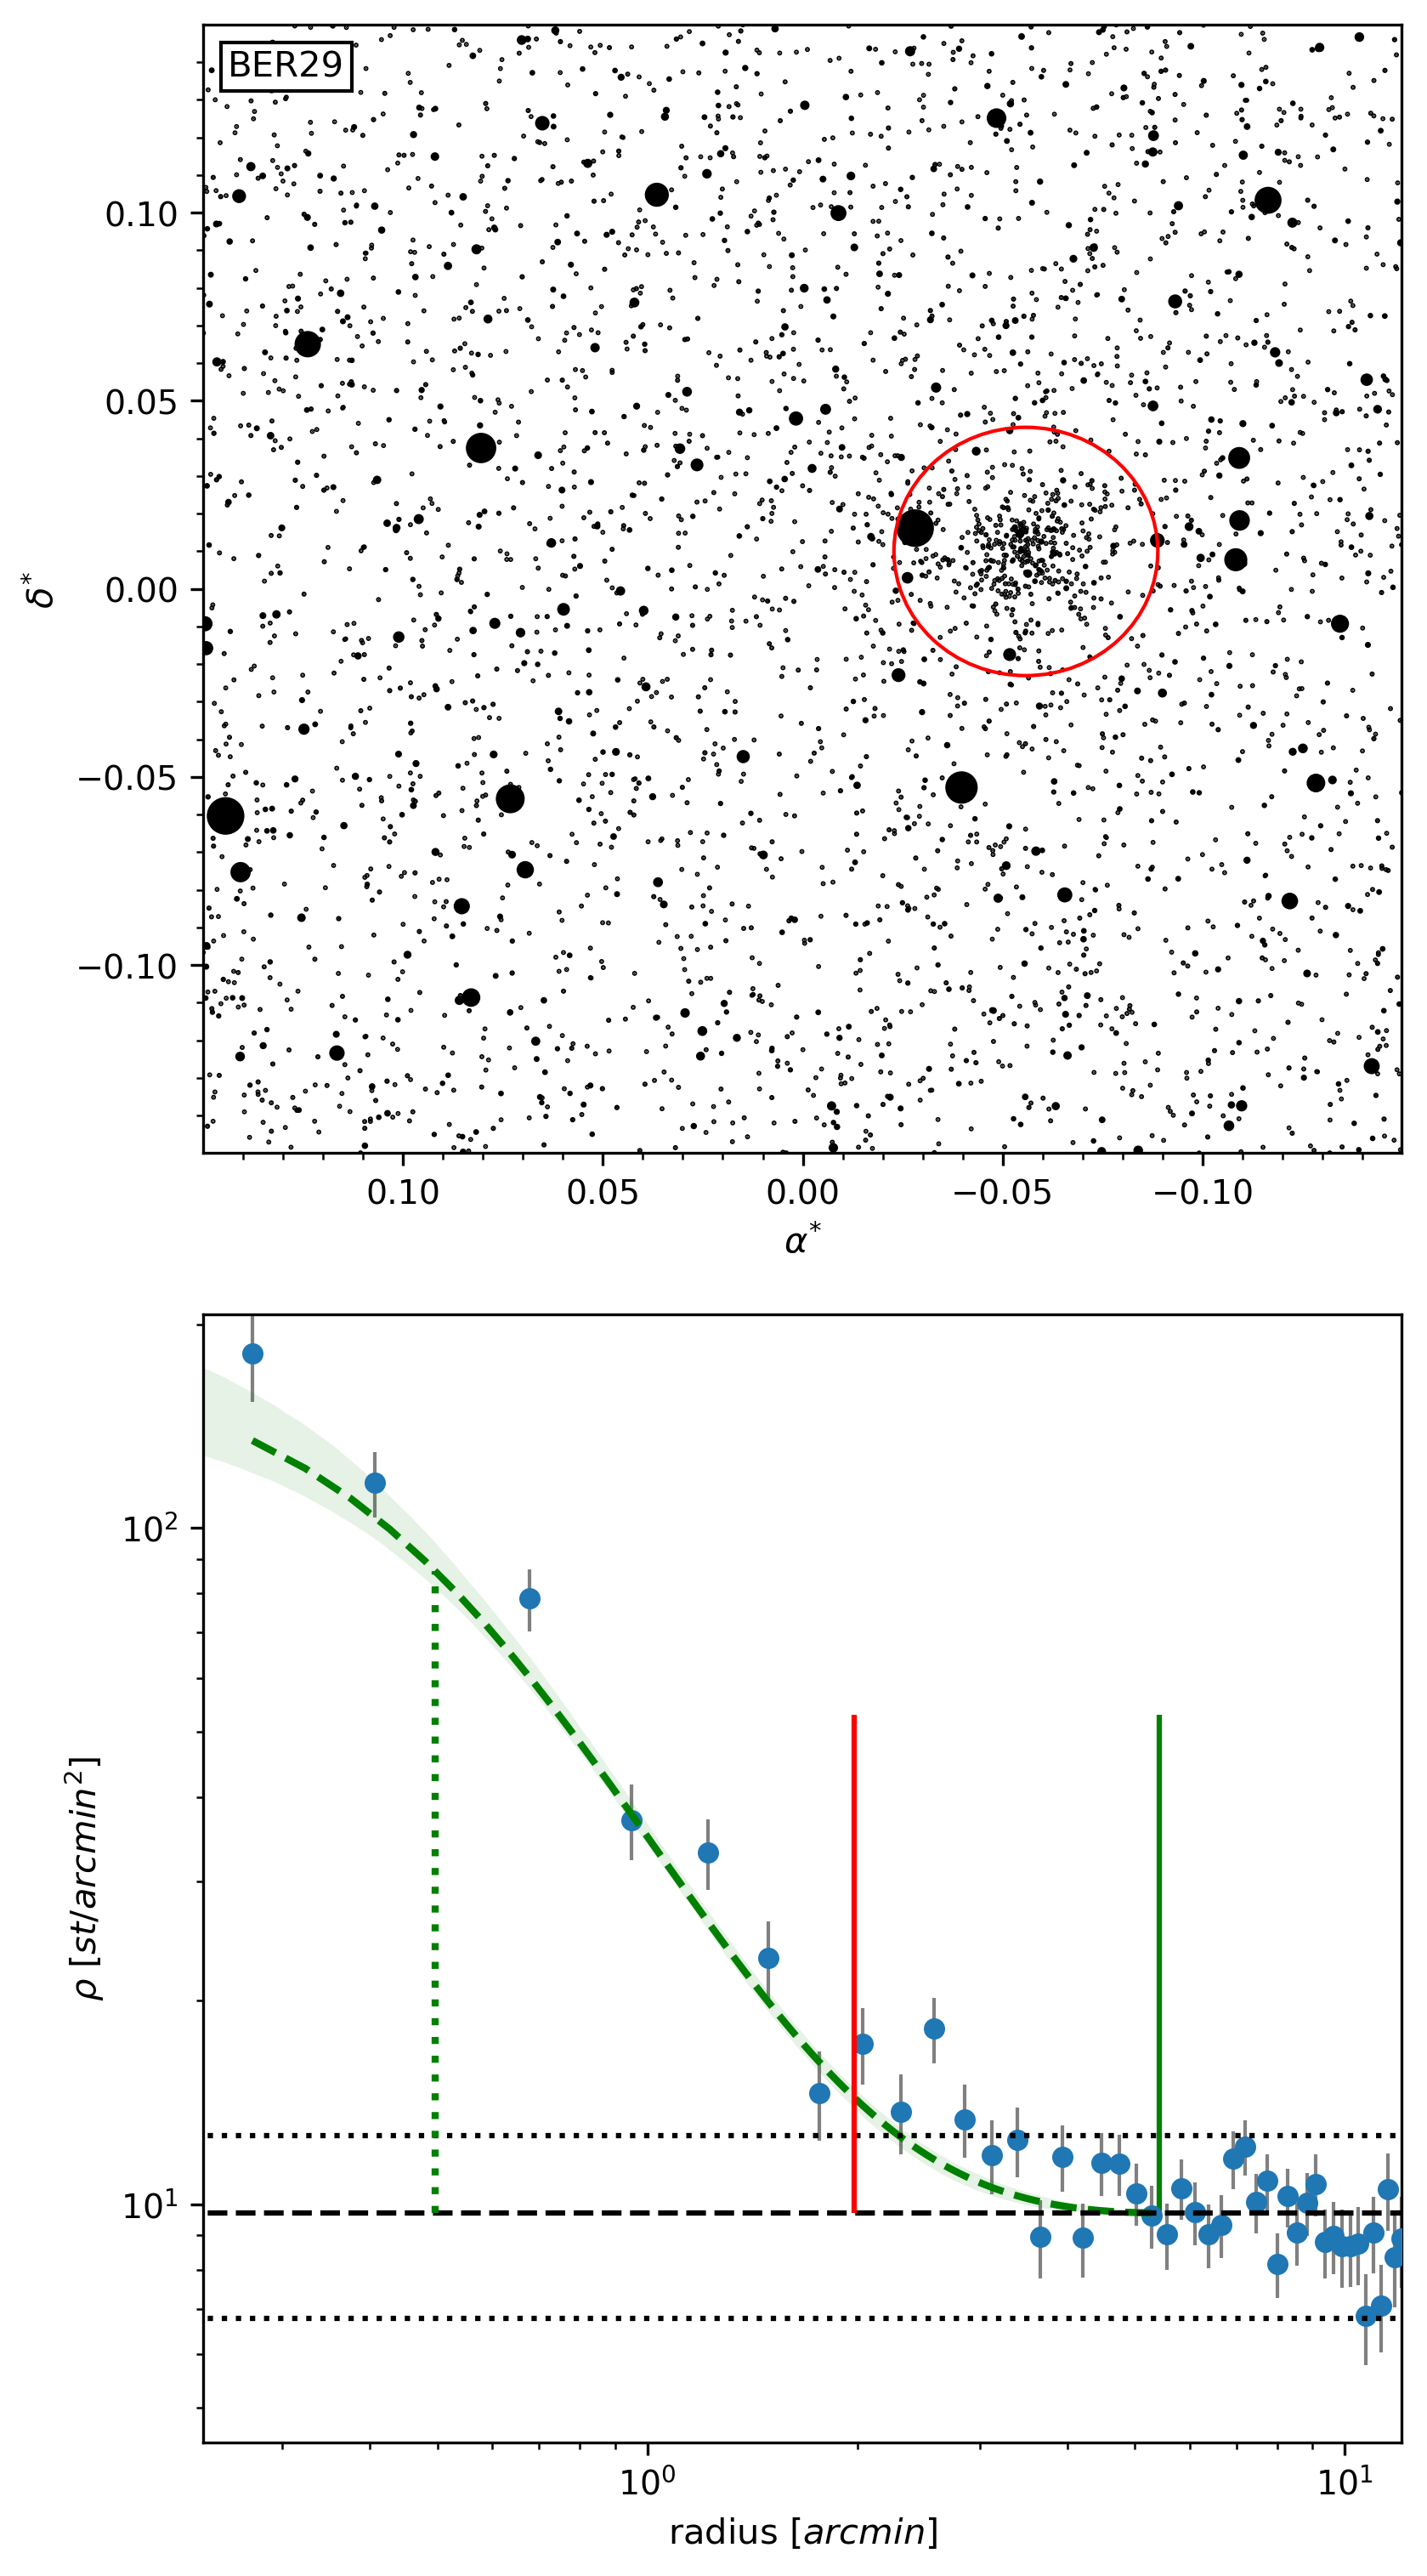 BER29
0.10
0.05
0.00
−0.05
−0.10
δ*
0.10 0.05 0.00 −0.05 −0.10
α*
10²
10¹
ρ [st/arcmin²]
10⁰ 10¹
radius [arcmin]